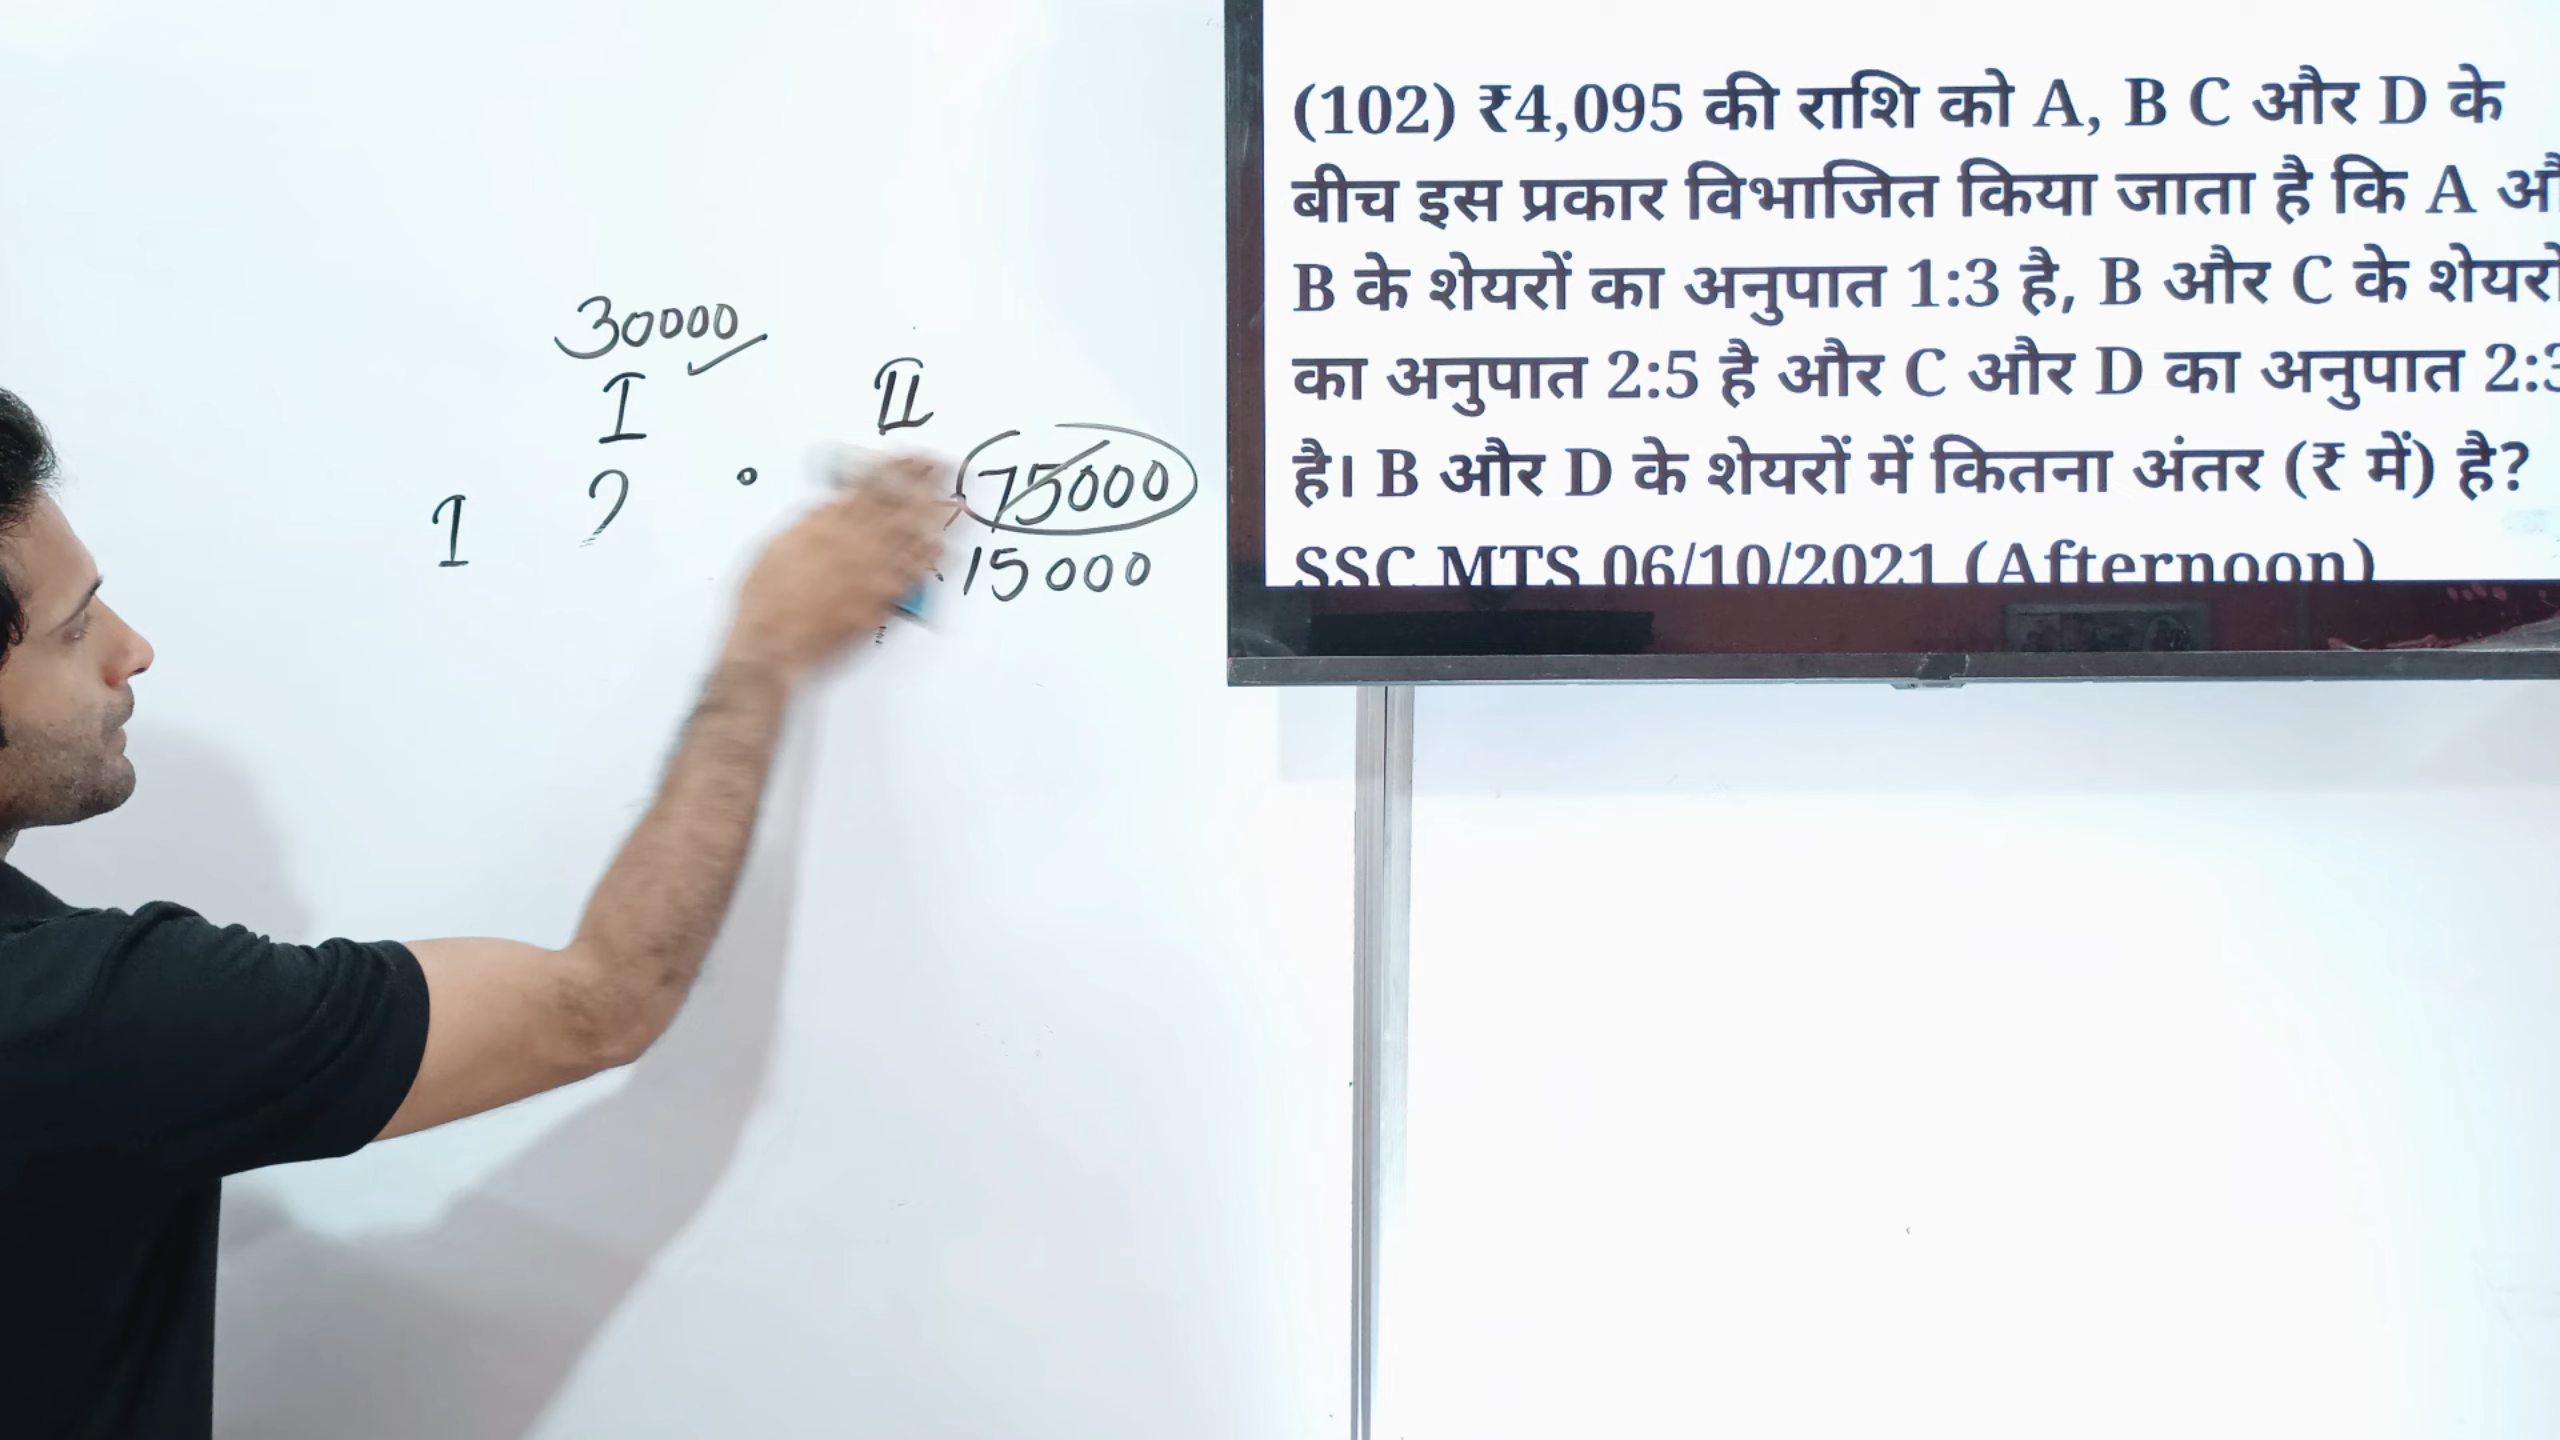 30000
I II
1 2 75000
15000
(102) ₹4,095 की राशि को A, B C और D के
बीच इस प्रकार विभाजित किया जाता है कि A
B के शेयरों का अनुपात 1:3 है, B और C के शेयरों
का अनुपात 2:5 है और C और D का अनुपात 2:3
है। B और D के शेयरों में कितना अंतर (₹ में) है?
SSC MTS 06/10/2021 (Afternoon)